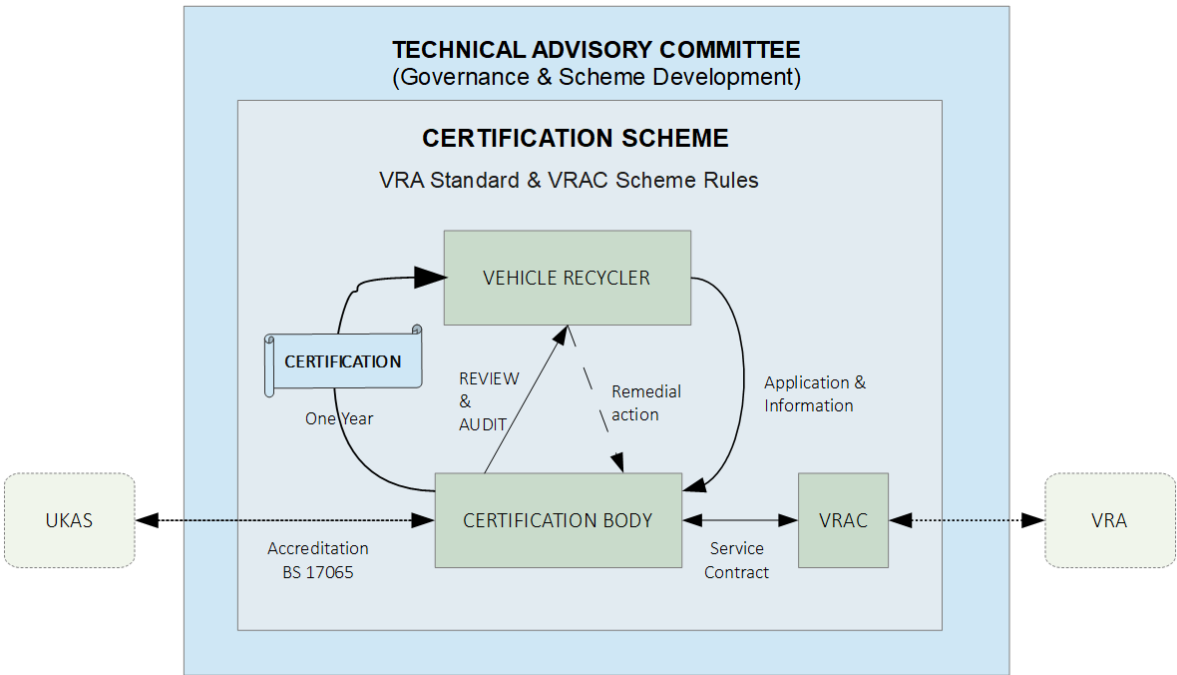 TECHNICAL ADVISORY COMMITTEE
(Governance & Scheme Development)
CERTIFICATION SCHEME
VRA Standard & VRAC Scheme Rules
VEHICLE RECYCLER
CERTIFICATION
One Year
REVIEW
&
AUDIT
Remedial
action
Application &
Information
UKAS
Accreditation
BS 17065
CERTIFICATION BODY
Service
Contract
VRAC
VRA